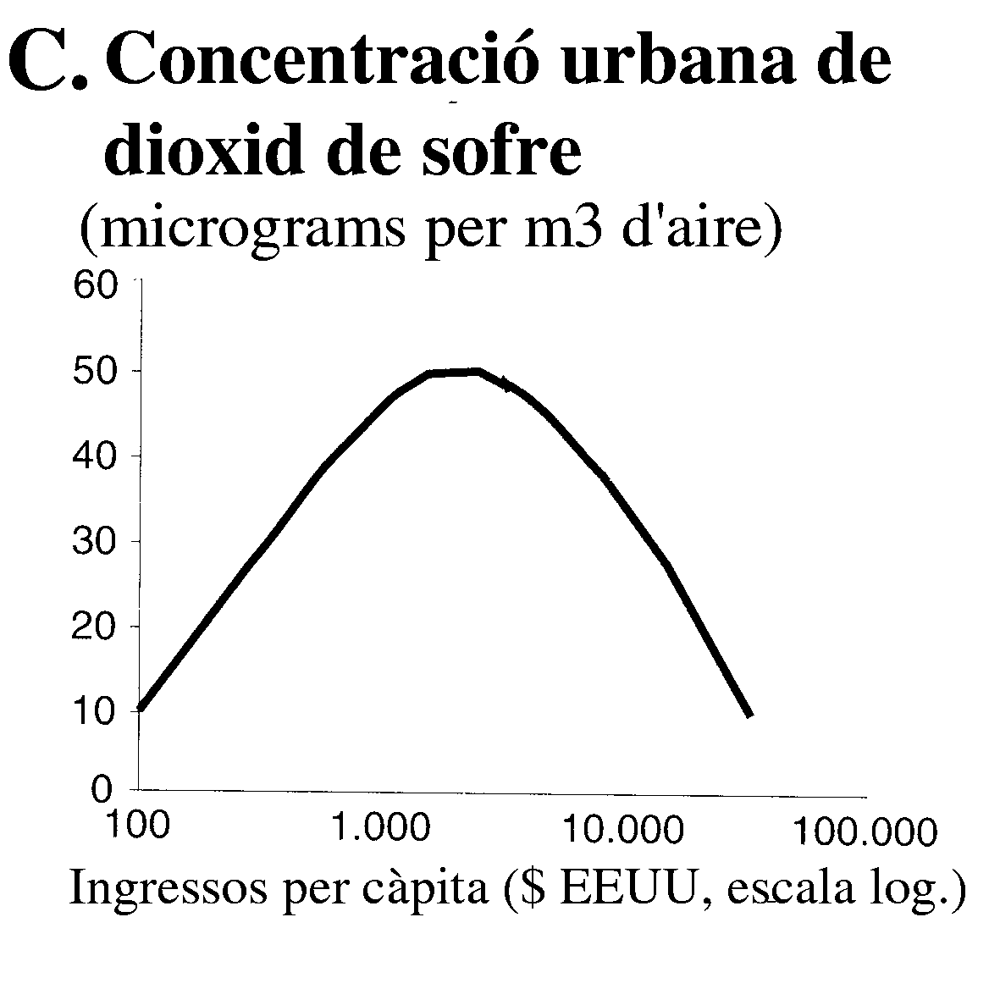 C. Concentració urbana de
dioxid de sofre
(micrograms per m3 d'aire)
60
50
40
30
20
10
0
100 1.000 10.000 100.000
Ingressos per càpita ($ EEUU, escala log.)